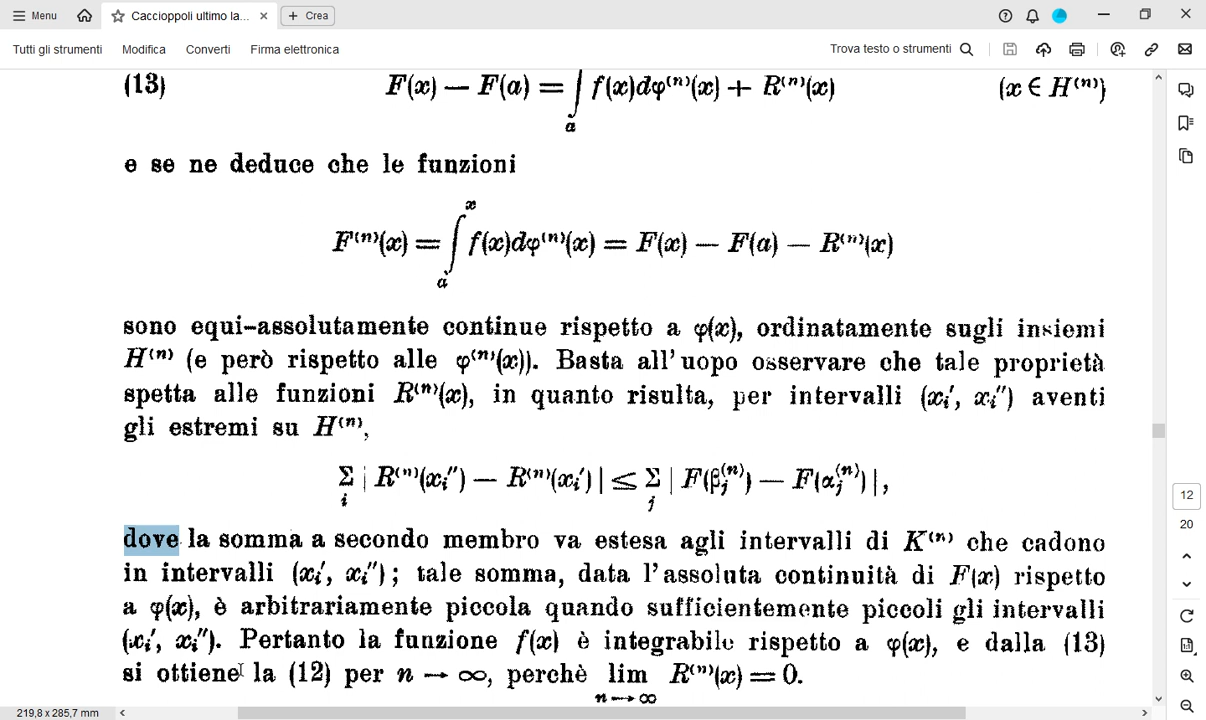 Menu
Caccioppoli ultimo la...
Crea
Tutti gli strumenti Modifica Converti Firma elettronica Trova testo o strumenti
(13) F(x) — F(a) = ∫ₐ f(x)dφ⁽ⁿ⁾(x) + R⁽ⁿ⁾(x) (x ∈ H⁽ⁿ⁾)
e se ne deduce che le funzioni
F⁽ⁿ⁾(x) = ∫ₐˣ f(x)dφ⁽ⁿ⁾(x) = F(x) — F(a) — R⁽ⁿ⁾(x)
sono equi-assolutamente continue rispetto a φ(x), ordinatamente sugli insiemi
H⁽ⁿ⁾ (e però rispetto alle φ⁽ⁿ⁾(x)). Basta all'uopo osservare che tale proprietà
spetta alle funzioni R⁽ⁿ⁾(x), in quanto risulta, per intervalli (xᵢ′, xᵢ″) aventi
gli estremi su H⁽ⁿ⁾,
Σᵢ | R⁽ⁿ⁾(xᵢ″) — R⁽ⁿ⁾(xᵢ′) | ≤ Σⱼ | F(βⱼ⁽ⁿ⁾) — F(αⱼ⁽ⁿ⁾) |,
dove la somma a secondo membro va estesa agli intervalli di K⁽ⁿ⁾ che cadono
in intervalli (xᵢ′, xᵢ″) ; tale somma, data l'assoluta continuità di F(x) rispetto
a φ(x), è arbitrariamente piccola quando sufficientemente piccoli gli intervalli
(xᵢ′, xᵢ″). Pertanto la funzione f(x) è integrabile rispetto a φ(x), e dalla (13)
si ottiene la (12) per n → ∞, perchè lim R⁽ⁿ⁾(x) = 0.
n → ∞
12
20
219,8 x 285,7 mm